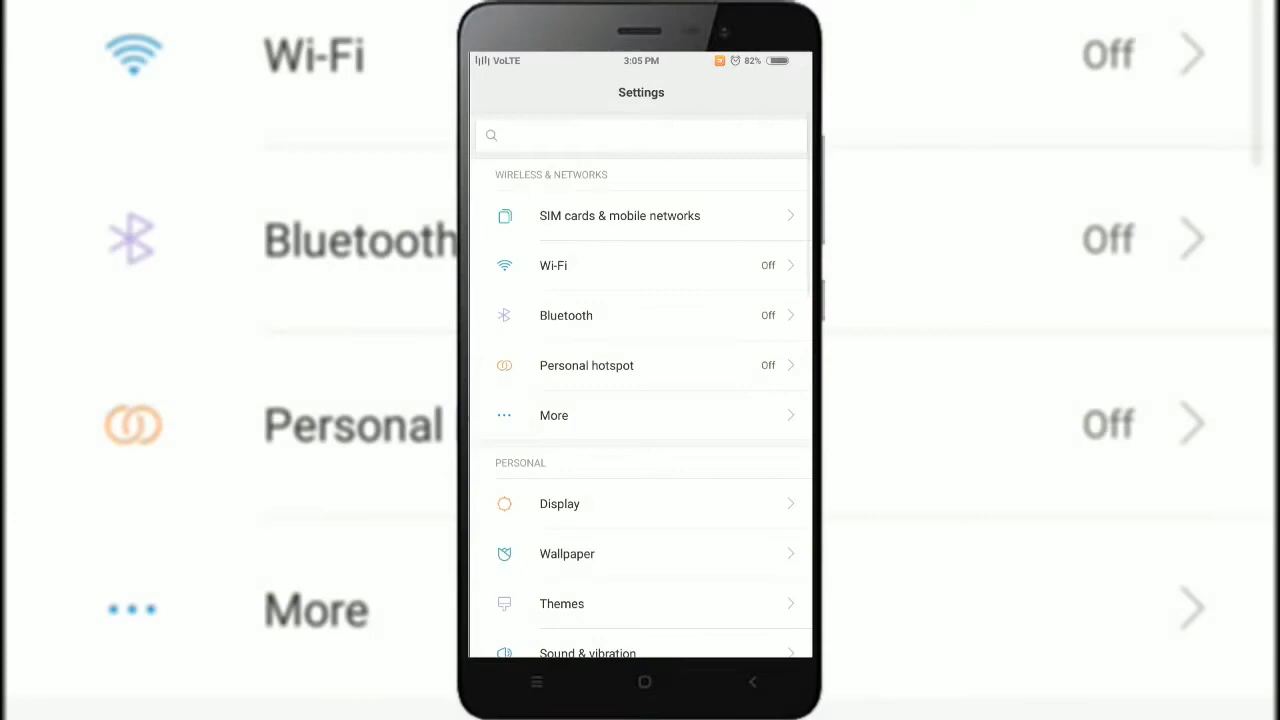 VoLTE 3:05 PM 82%
Settings
WIRELESS & NETWORKS
SIM cards & mobile networks
Wi-Fi Off
Bluetooth Off
Personal hotspot Off
More
PERSONAL
Display
Wallpaper
Themes
Sound & vibration
Wi-Fi Off
Bluetooth Off
Personal Off
More